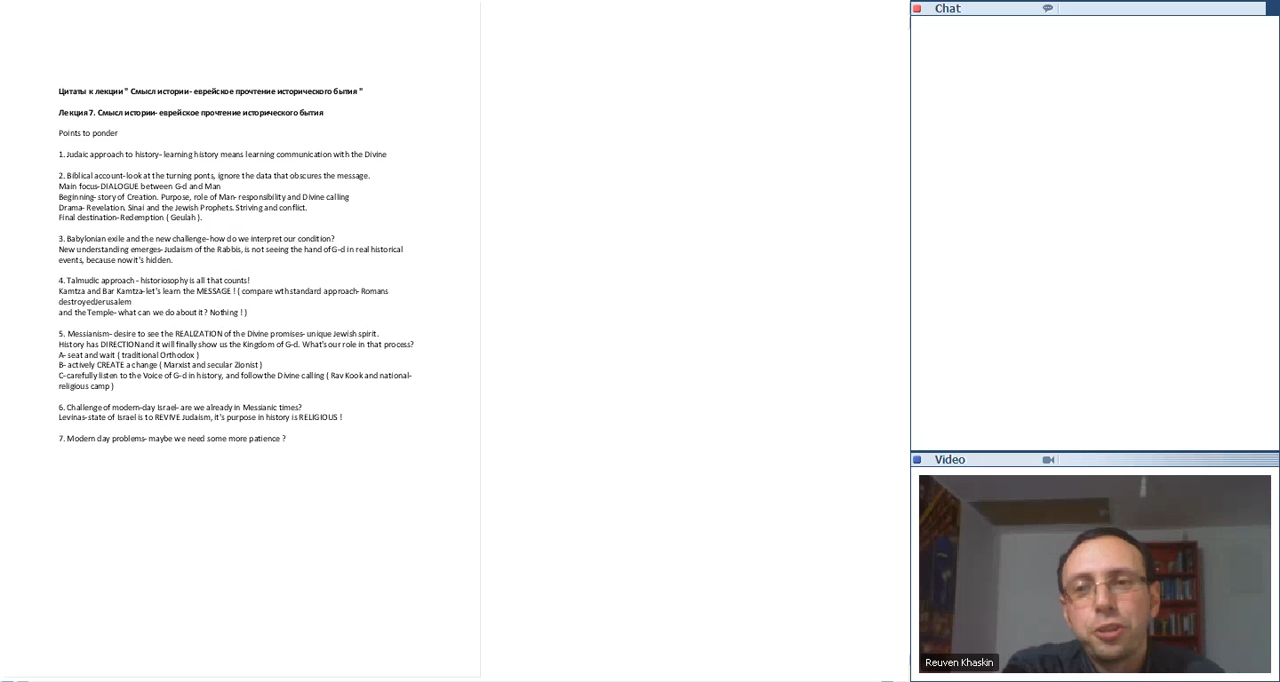 Цитаты к лекции " Смысл истории- еврейское прочтение исторического бытия "
Лекция 7. Смысл истории- еврейское прочтение исторического бытия
Points to ponder
1. Judaic approach to history- learning history means learning communication with the Divine
2. Biblical account-look at the turning ponts, ignore the data that obscures the message.
Main focus-DIALOGUE between G-d and Man
Beginning- story of Creation. Purpose, role of Man- responsibility and Divine calling
Drama- Revelation. Sinai and the Jewish Prophets. Striving and conflict.
Final destination-Redemption ( Geulah ).
3. Babylonian exile and the new challenge-how do we interpret our condition?
New understanding emerges-Judaism of the Rabbis, is not seeing the hand of G-d in real historical
events, because now it's hidden.
4. Talmudic approach - historiosophy is all that counts!
Kamtza and Bar Kamtza-let's learn the MESSAGE ! ( compare wth standard approach- Romans
destroyedJerusalem
and the Temple- what can we do about it? Nothing ! )
5. Messianism- desire to see the REALIZATION of the Divine promises- unique Jewish spirit.
History has DIRECTION and it will finally show us the Kingdom of G-d. What's our role in that process?
A- seat and wait ( traditional Orthodox )
B- actively CREATE a change ( Marxist and secular Zionist )
C-carefully listen to the Voice of G-d in history, and follow the Divine calling ( Rav Kook and national-
religious camp )
6. Challenge of modern-day Israel- are we already in Messianic times?
Levinas-state of Israel is to REVIVE Judaism, it's purpose in history is RELIGIOUS !
7. Modern day problems- maybe we need some more patience ?
Chat
Video
Reuven Khaskin